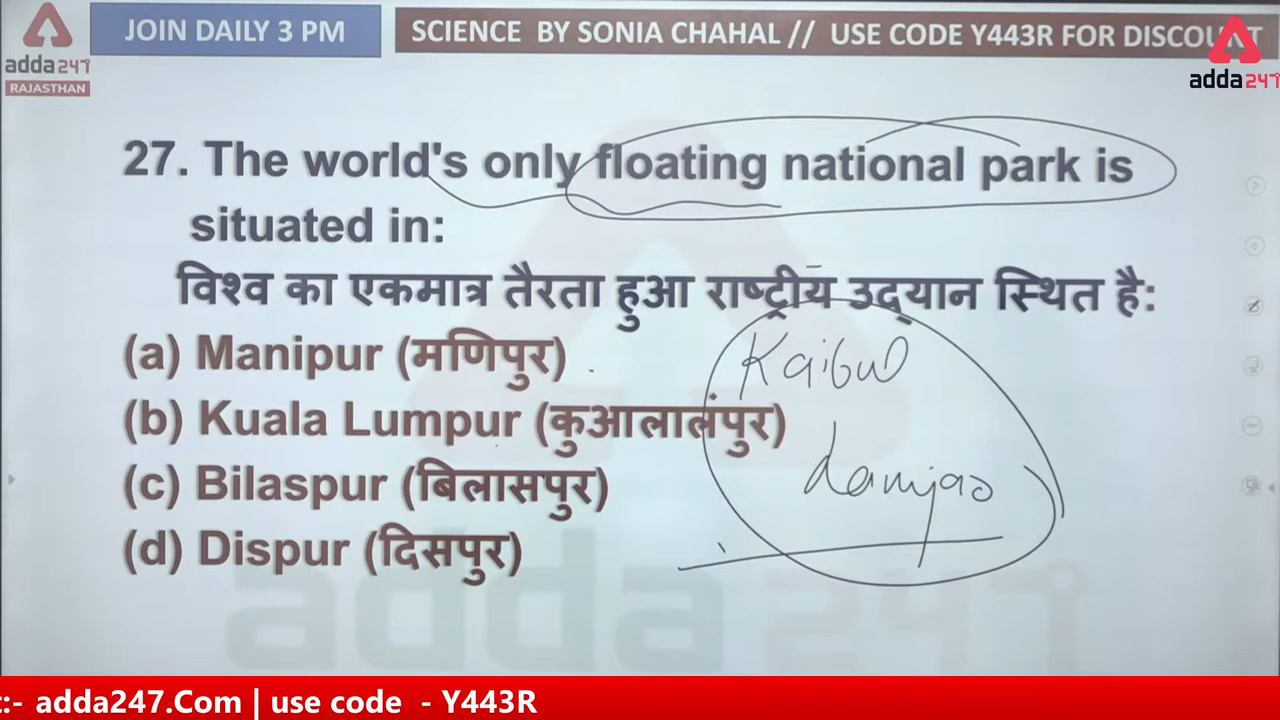 JOIN DAILY 3 PM
SCIENCE BY SONIA CHAHAL // USE CODE Y443R FOR DISCOUNT
adda247
RAJASTHAN
adda247
27. The world's only floating national park is
situated in:
विश्व का एकमात्र तैरता हुआ राष्ट्रीय उद्यान स्थित है:
(a) Manipur (मणिपुर)
Kaibul
(b) Kuala Lumpur (कुआलालंपुर)
(c) Bilaspur (बिलासपुर)
Lamjao
(d) Dispur (दिसपुर)
adda247
:- adda247.Com | use code - Y443R